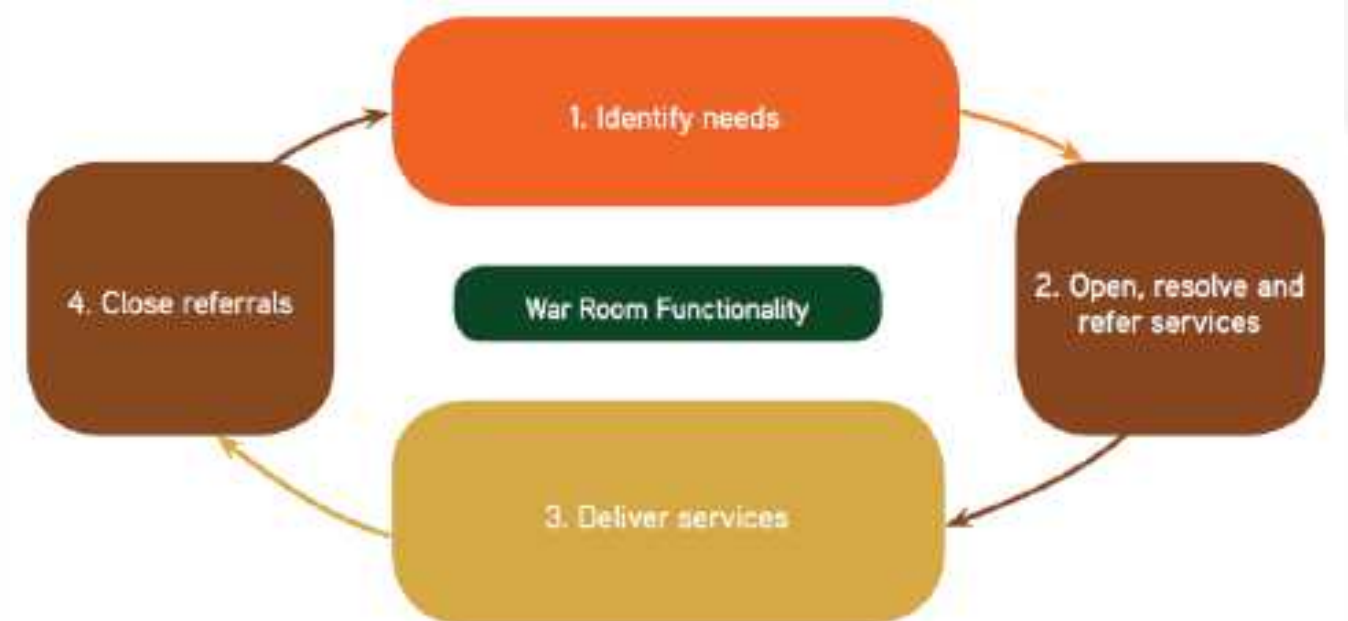 1. Identify needs
2. Open, resolve and
refer services
3. Deliver services
4. Close referrals
War Room Functionality